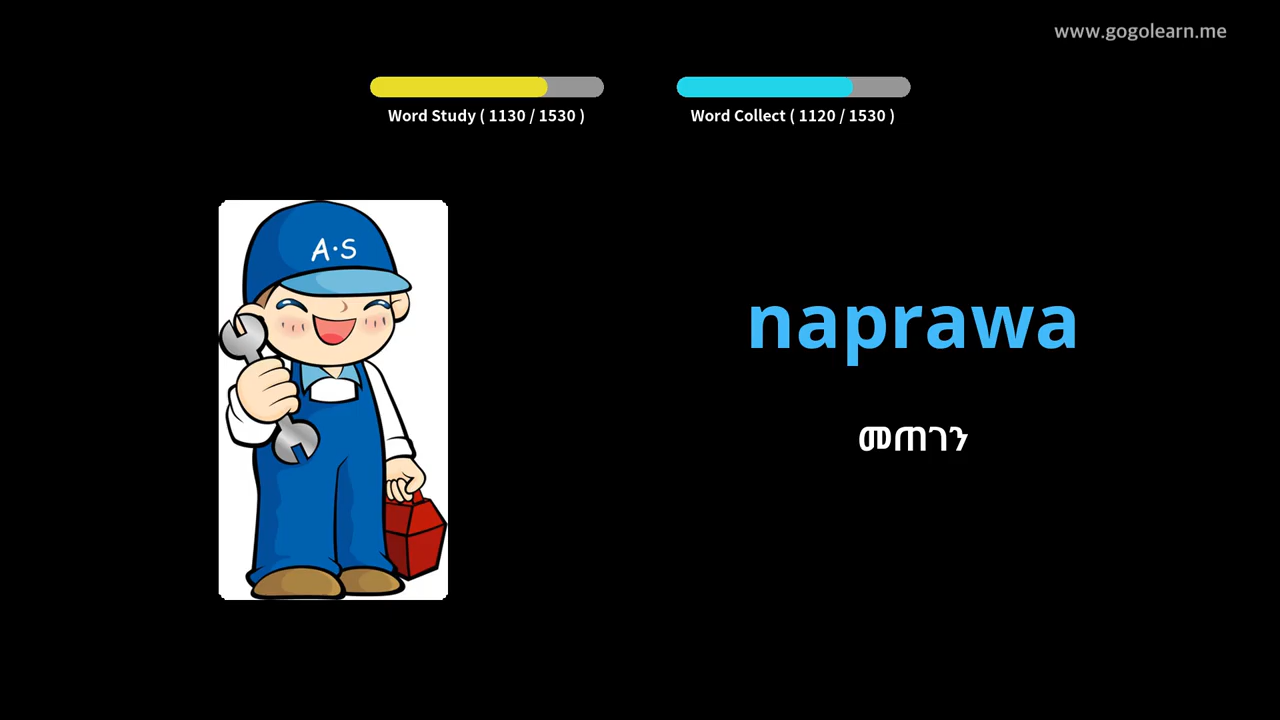 www.gogolearn.me
Word Study ( 1130 / 1530 )
Word Collect ( 1120 / 1530 )
A·S
naprawa
መጠገን